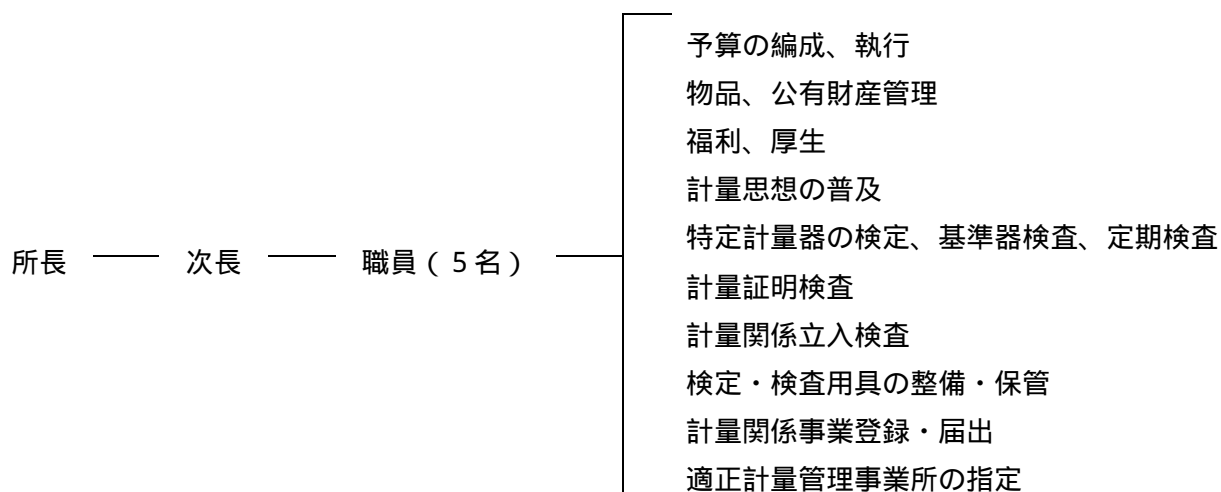 予算の編成、執行
物品、公有財産管理
福利、厚生
計量思想の普及
特定計量器の検定、基準器検査、定期検査
所長 次長 職員（５名）
計量証明検査
計量関係立入検査
検定・検査用具の整備・保管
計量関係事業登録・届出
適正計量管理事業所の指定